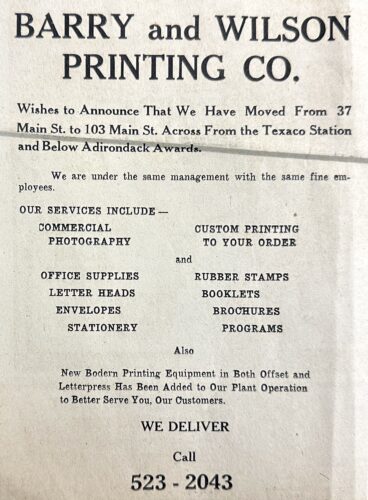 BARRY and WILSON
PRINTING CO.
Wishes to Announce That We Have Moved From 37
Main St. to 103 Main St. Across From the Texaco Station
and Below Adirondack Awards.
We are under the same management with the same fine em-
ployees.
OUR SERVICES INCLUDE —
COMMERCIAL CUSTOM PRINTING
PHOTOGRAPHY TO YOUR ORDER
and
OFFICE SUPPLIES RUBBER STAMPS
LETTER HEADS BOOKLETS
ENVELOPES BROCHURES
STATIONERY PROGRAMS
Also
New Bodern Printing Equipment in Both Offset and
Letterpress Has Been Added to Our Plant Operation
to Better Serve You, Our Customers.
WE DELIVER
Call
523 - 2043